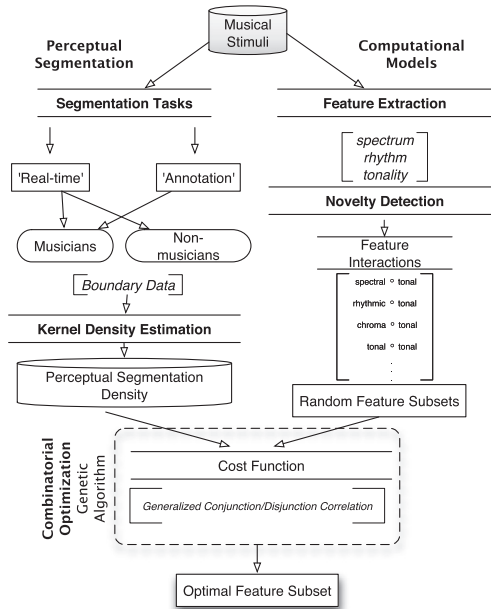 Musical
Stimuli
Perceptual
Segmentation
Computational
Models
Segmentation Tasks
Feature Extraction
'Real-time'
'Annotation'
spectrum
rhythm
tonality
Novelty Detection
Musicians
Non-
musicians
Feature
Interactions
Boundary Data
spectral ° tonal
rhythmic ° tonal
chroma ° tonal
tonal ° tonal
.
.
.
Kernel Density Estimation
Perceptual Segmentation
Density
Random Feature Subsets
Combinatorial
Optimization
Genetic
Algorithm
Cost Function
Generalized Conjunction/Disjunction Correlation
Optimal Feature Subset